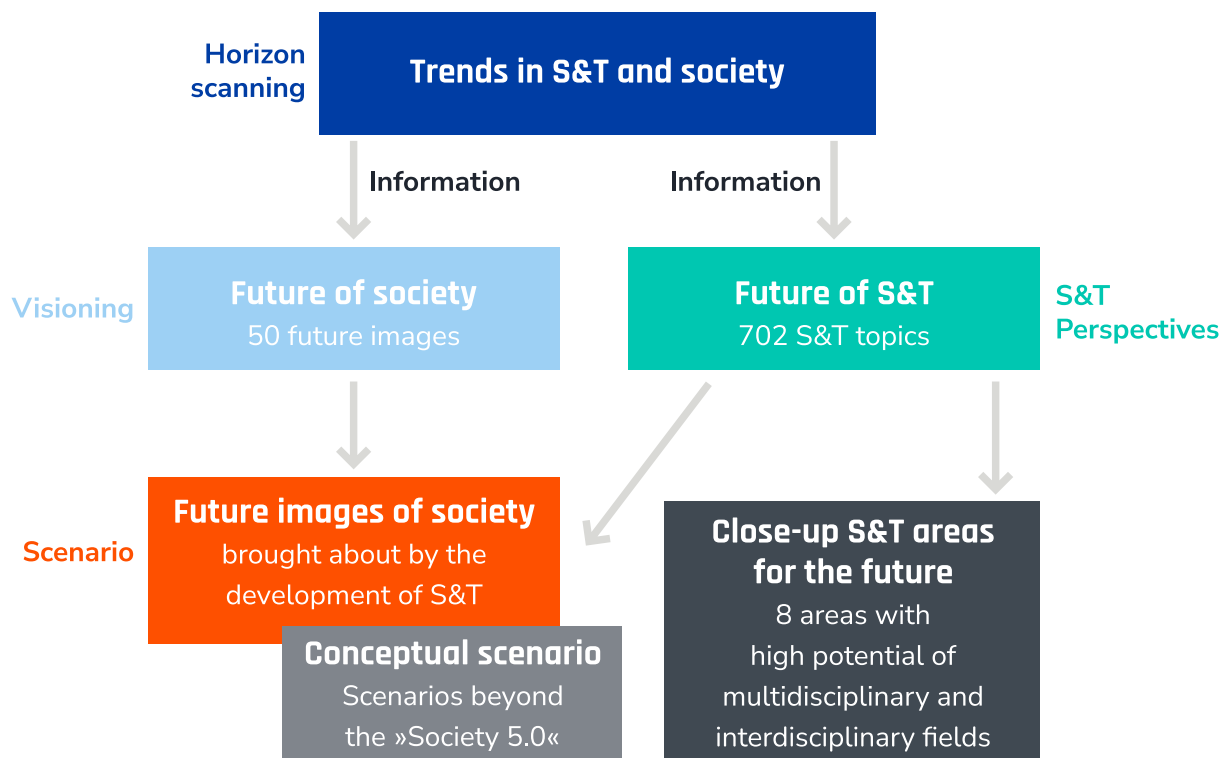 Horizon
scanning
Trends in S&T and society
Information
Information
Visioning
Future of society
50 future images
Future of S&T
702 S&T topics
S&T
Perspectives
Scenario
Future images of society
brought about by the
development of S&T
Conceptual scenario
Scenarios beyond
the »Society 5.0«
Close-up S&T areas
for the future
8 areas with
high potential of
multidisciplinary and
interdisciplinary fields